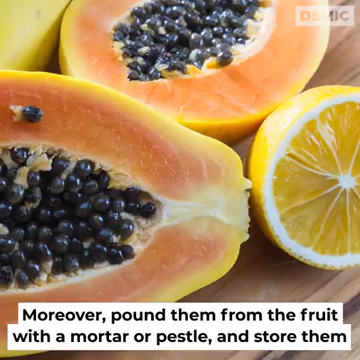 DEMIC
Moreover, pound them from the fruit
with a mortar or pestle, and store them